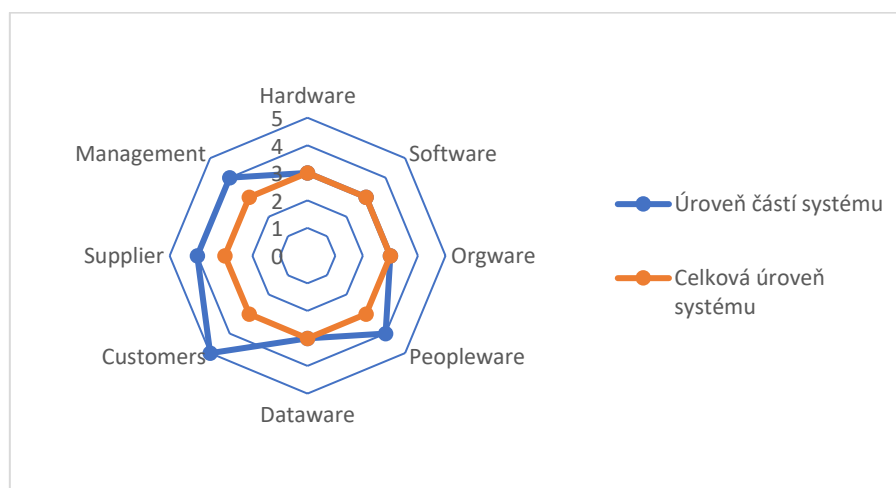 Hardware
5
Management
4
Software
3
2
1
Supplier
0
Orgware
Customers
Peopleware
Dataware
Úroveň částí systému
Celková úroveň
systému